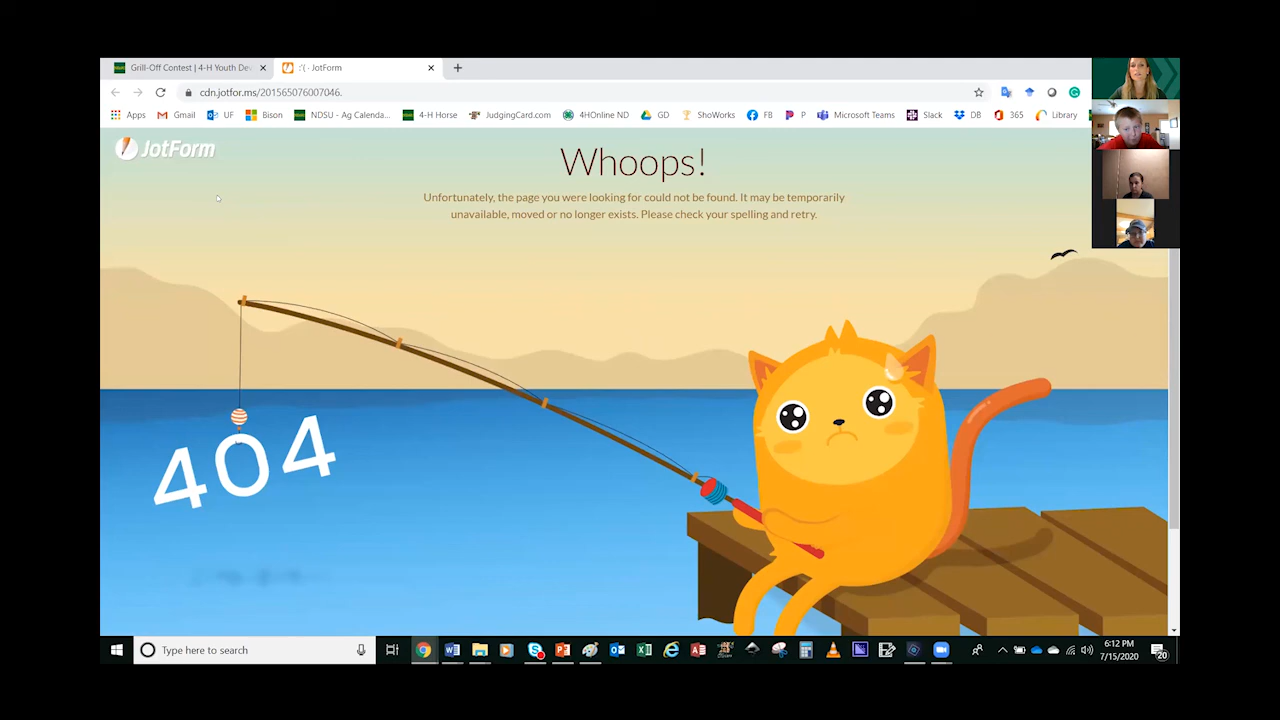 Grill-Off Contest | 4-H Youth De
:'( · JotForm
cdn.jotfor.ms/201565076007046.
Apps Gmail UF Bison NDSU - Ag Calenda... 4-H Horse JudgingCard.com 4HOnline ND GD ShoWorks FB P Microsoft Teams Slack DB 365 Library
JotForm
Whoops!
Unfortunately, the page you were looking for could not be found. It may be temporarily
unavailable, moved or no longer exists. Please check your spelling and retry.
404
Type here to search
6:12 PM
7/15/2020
20